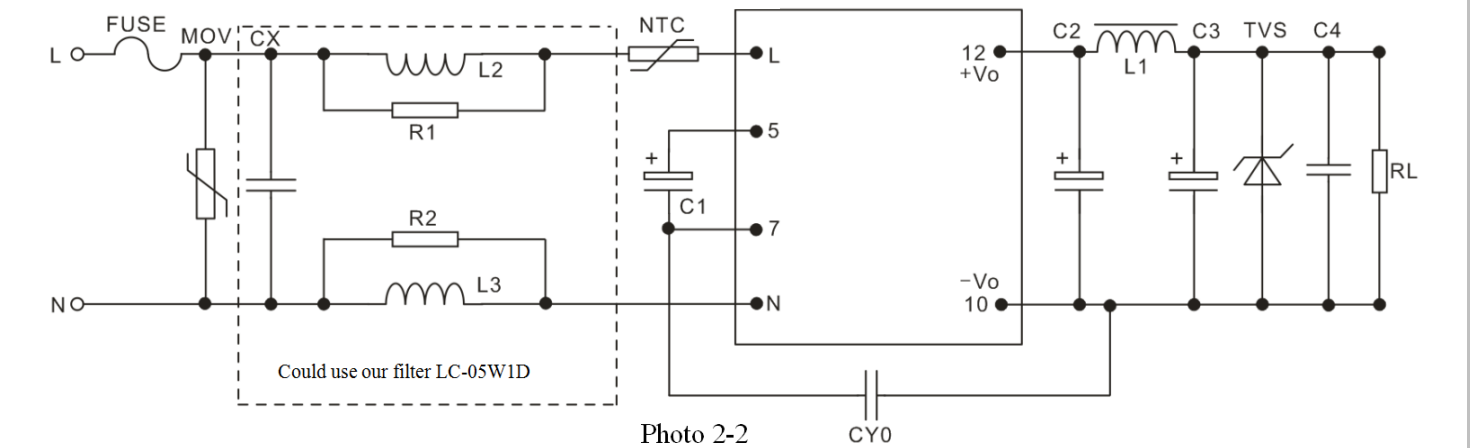 FUSE
MOV
CX
L
L2
R1
NTC
L
5
+
C1
7
N
12
+Vo
C2
L1
C3
TVS
C4
+
+
RL
R2
L3
N
−Vo
10
Could use our filter LC-05W1D
Photo 2-2
CY0